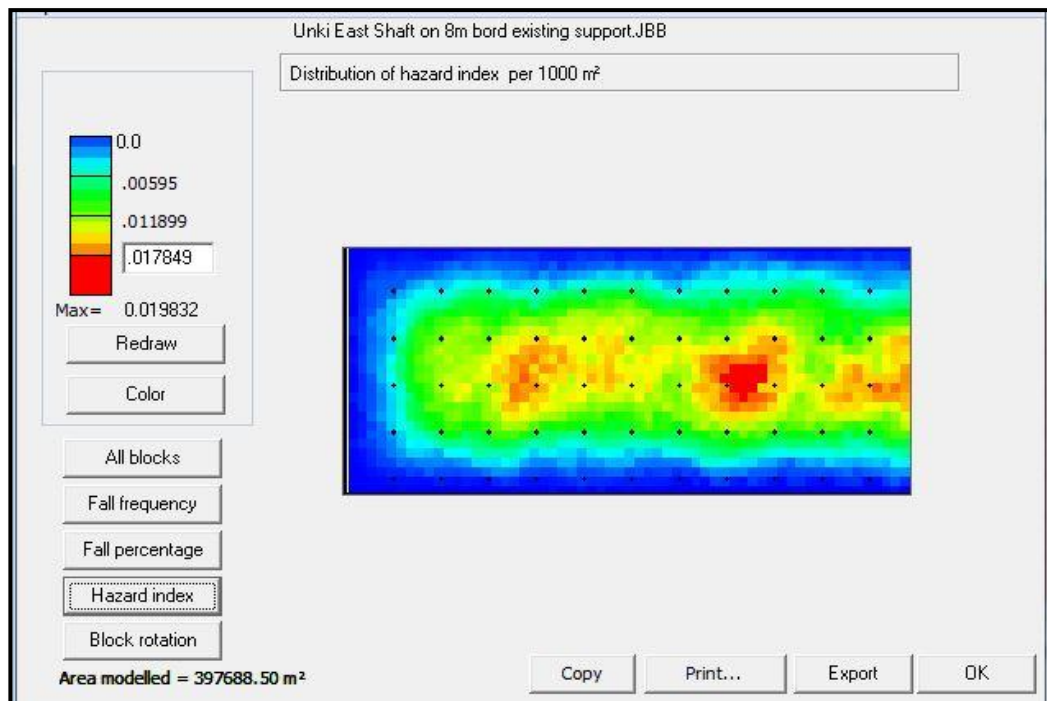 Unki East Shaft on 8m bord existing support.JBB
Distribution of hazard index per 1000 m²
0.0
.00595
.011899
.017849
Max= 0.019832
Redraw
Color
All blocks
Fall frequency
Fall percentage
Hazard index
Block rotation
Area modelled = 397688.50 m²
Copy Print... Export OK